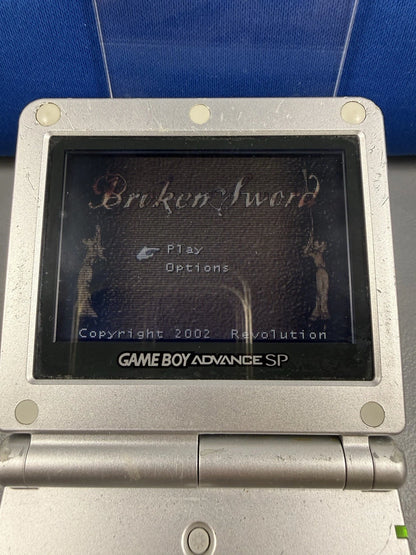 Broken Sword
Play
Options
Copyright 2002 Revolution
GAME BOY ADVANCE SP